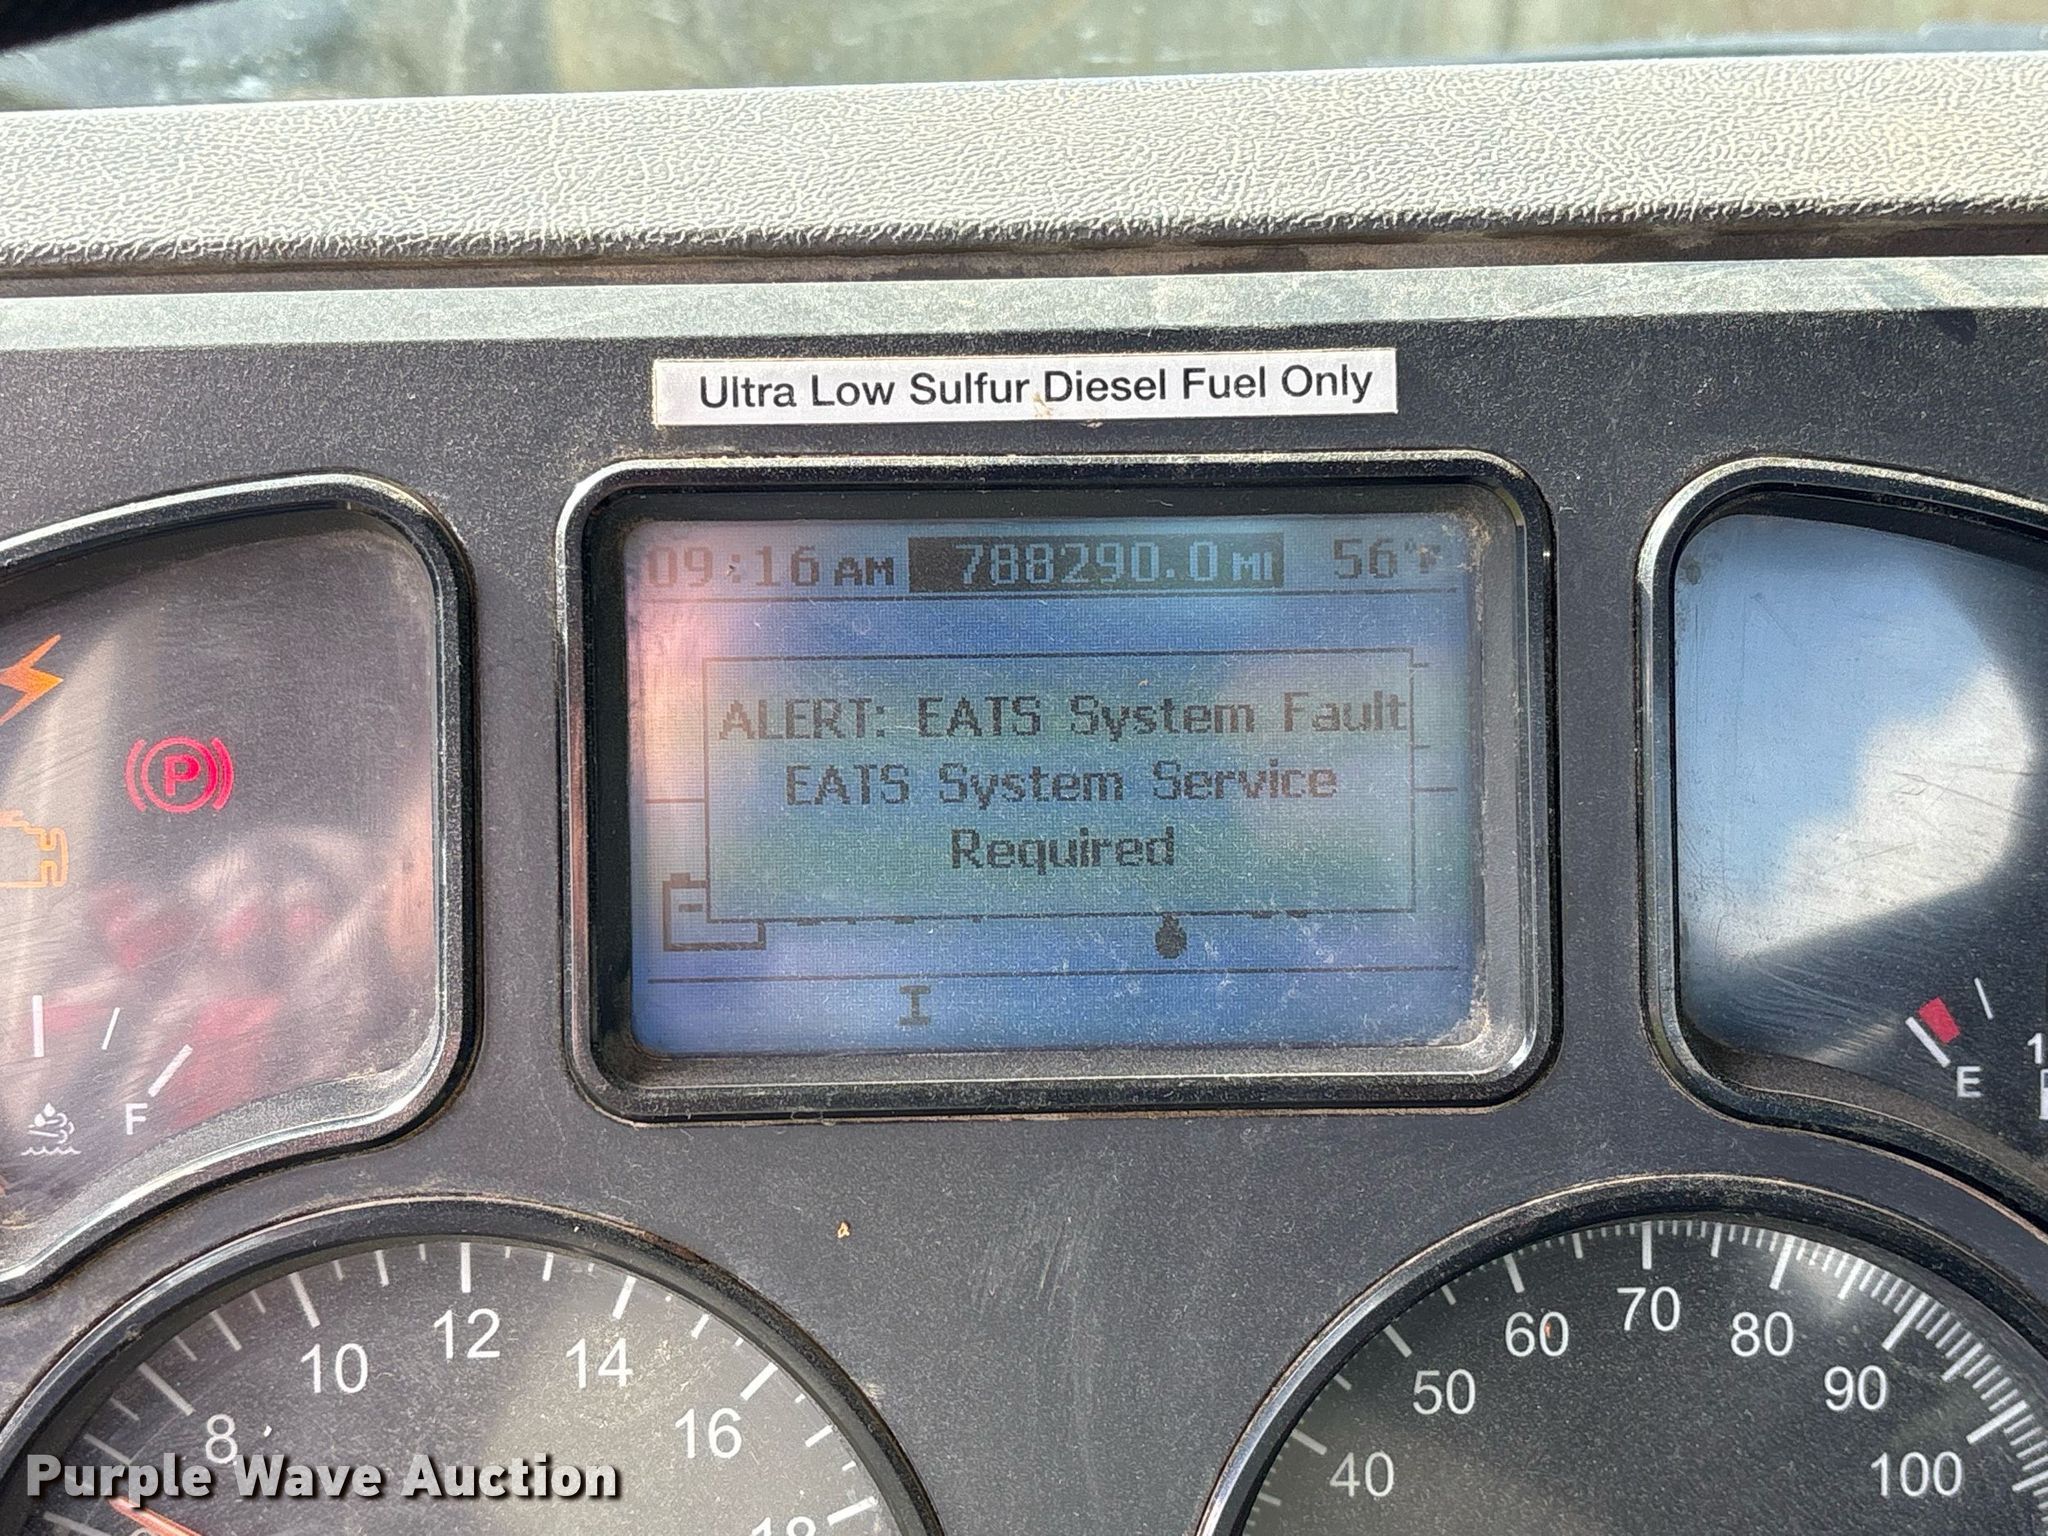 Ultra Low Sulfur Diesel Fuel Only
09:16 AM 788290.0 MI 56°F
ALERT: EATS System Fault
EATS System Service
Required
I
P
F
E
8
10
12
14
16
18
40
50
60
70
80
90
100
Purple Wave Auction